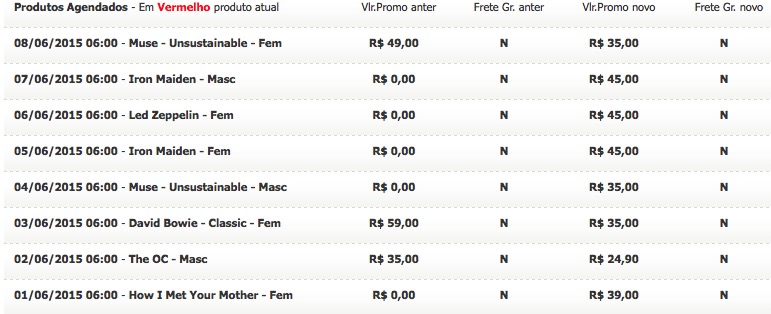 Produtos Agendados - Em Vermelho produto atual Vlr.Promo anter Frete Gr. anter Vlr.Promo novo Frete Gr. novo
08/06/2015 06:00 - Muse - Unsustainable - Fem R$ 49,00 N R$ 35,00 N
07/06/2015 06:00 - Iron Maiden - Masc R$ 0,00 N R$ 45,00 N
06/06/2015 06:00 - Led Zeppelin - Fem R$ 0,00 N R$ 45,00 N
05/06/2015 06:00 - Iron Maiden - Fem R$ 0,00 N R$ 45,00 N
04/06/2015 06:00 - Muse - Unsustainable - Masc R$ 0,00 N R$ 35,00 N
03/06/2015 06:00 - David Bowie - Classic - Fem R$ 59,00 N R$ 35,00 N
02/06/2015 06:00 - The OC - Masc R$ 35,00 N R$ 24,90 N
01/06/2015 06:00 - How I Met Your Mother - Fem R$ 0,00 N R$ 39,00 N